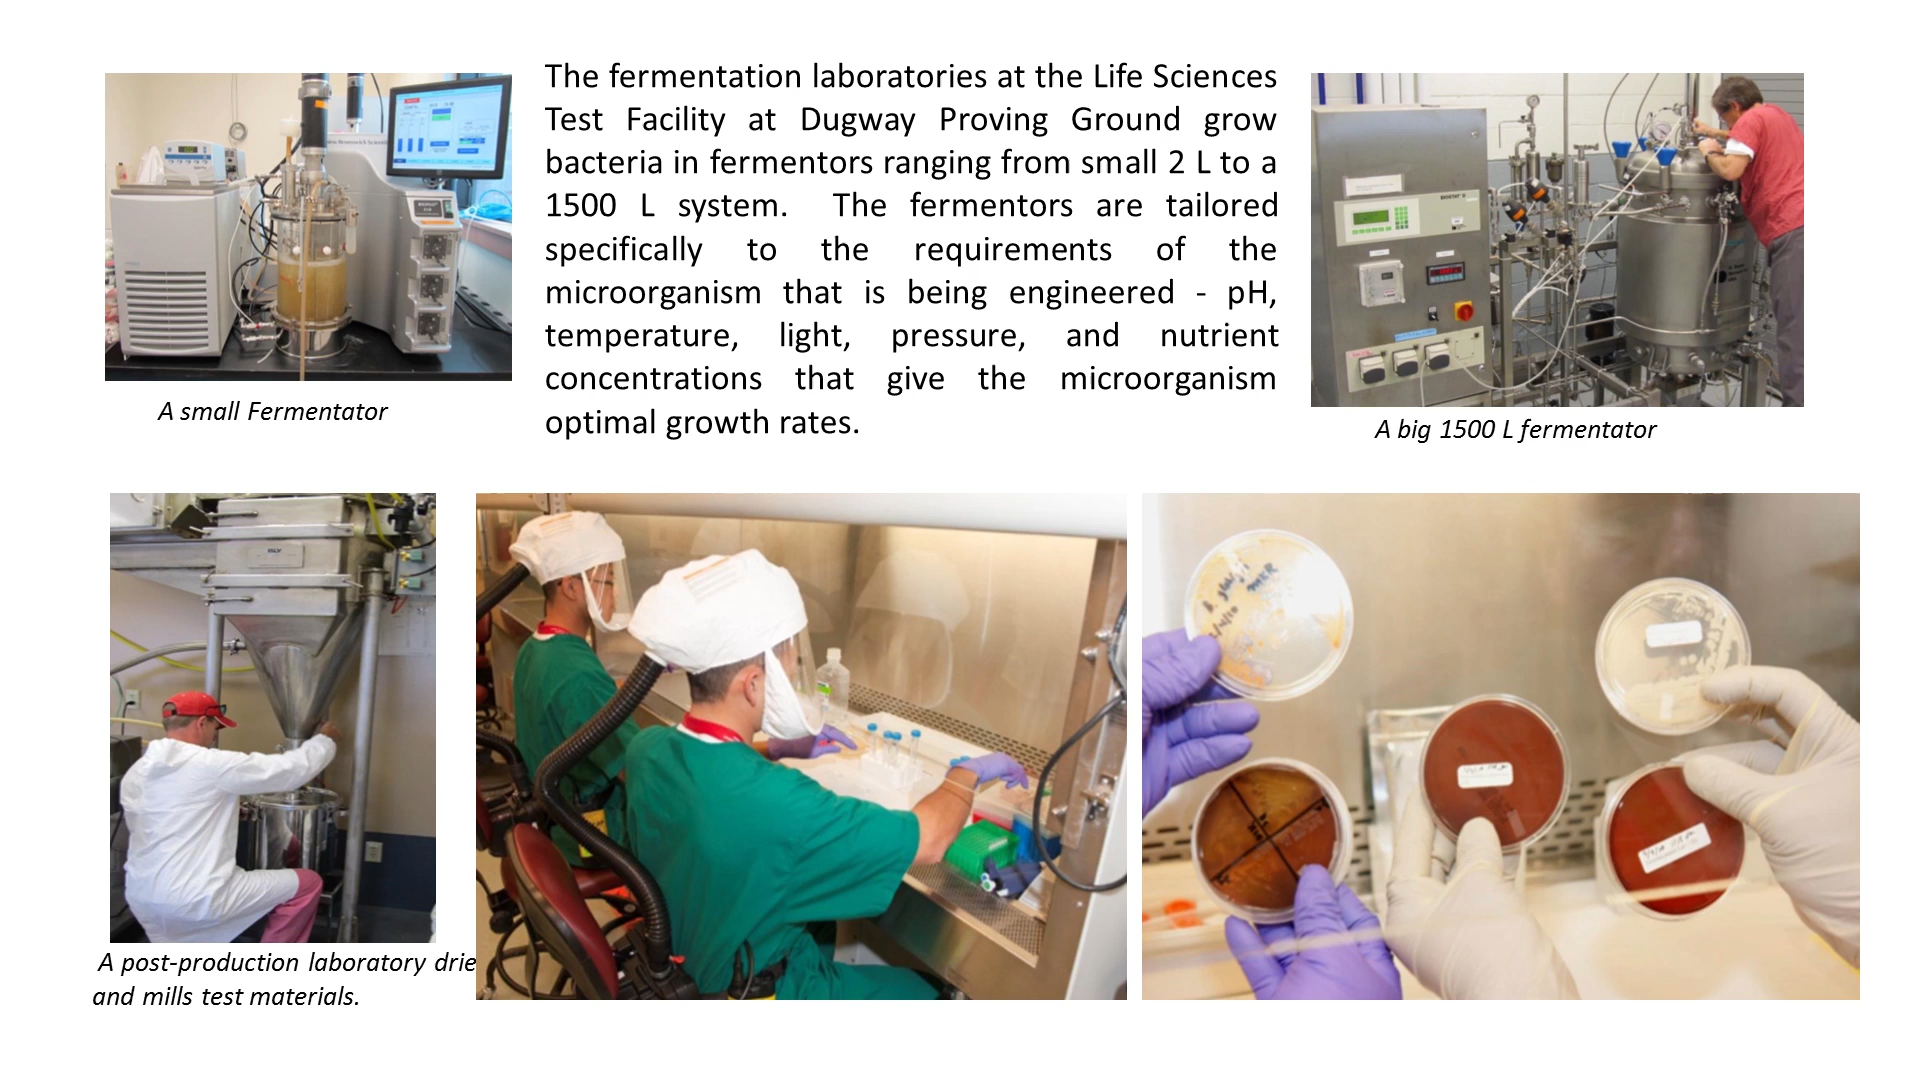 The fermentation laboratories at the Life Sciences
Test Facility at Dugway Proving Ground grow
bacteria in fermentors ranging from small 2 L to a
1500 L system. The fermentors are tailored
specifically to the requirements of the
microorganism that is being engineered - pH,
temperature, light, pressure, and nutrient
concentrations that give the microorganism
optimal growth rates.
A small Fermentator
A big 1500 L fermentator
A post-production laboratory drie
and mills test materials.